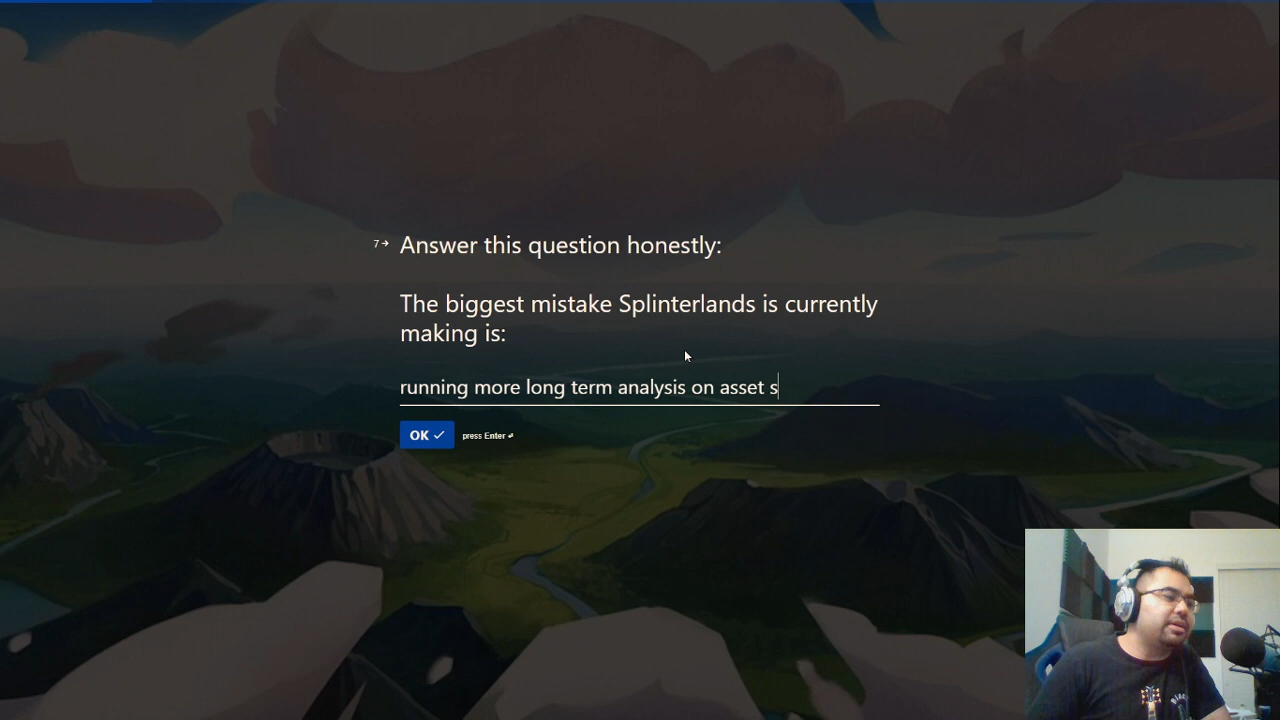 7→ Answer this question honestly:
The biggest mistake Splinterlands is currently
making is:
running more long term analysis on asset s
OK ✓ press Enter ↵